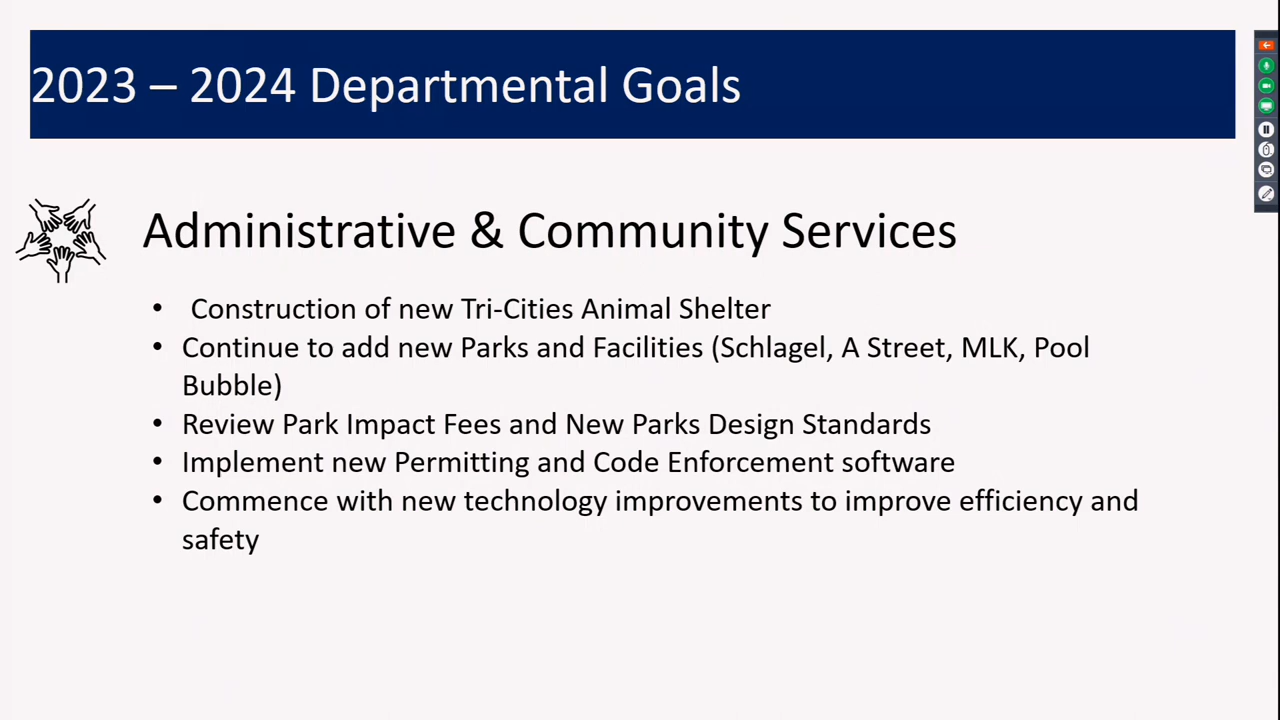 2023 – 2024 Departmental Goals
Administrative & Community Services
• Construction of new Tri-Cities Animal Shelter
• Continue to add new Parks and Facilities (Schlagel, A Street, MLK, Pool
Bubble)
• Review Park Impact Fees and New Parks Design Standards
• Implement new Permitting and Code Enforcement software
• Commence with new technology improvements to improve efficiency and
safety